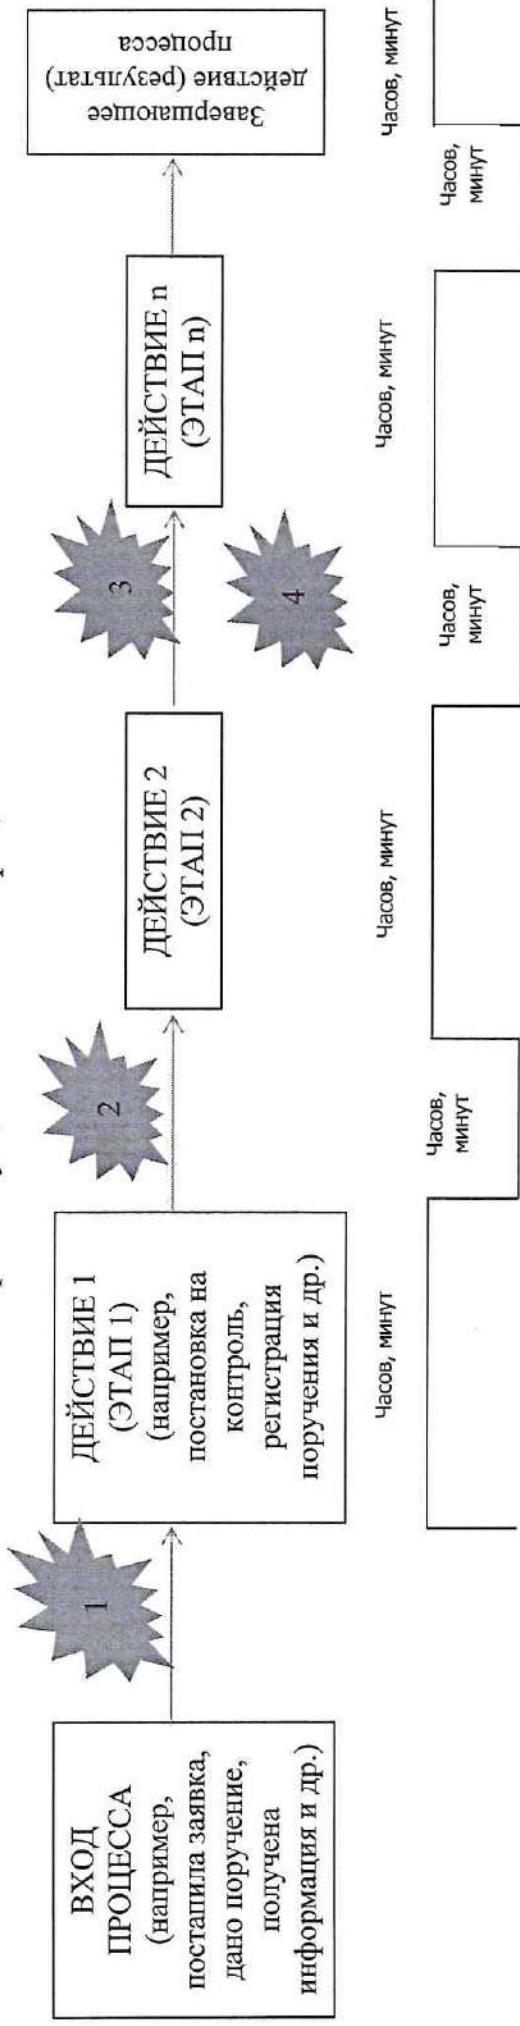 ВХОД
ПРОЦЕССА
(например,
постапила заявка,
дано поручение,
получена
информация и др.)
1
ДЕЙСТВИЕ 1
(ЭТАП 1)
(например,
постановка на
контроль,
регистрация
поручения и др.)
2
ДЕЙСТВИЕ 2
(ЭТАП 2)
3
4
ДЕЙСТВИЕ n
(ЭТАП n)
Завершающее
действие (результат)
процесса
Часов, минут
Часов,
минут
Часов, минут
Часов,
минут
Часов, минут
Часов,
минут
Часов, минут